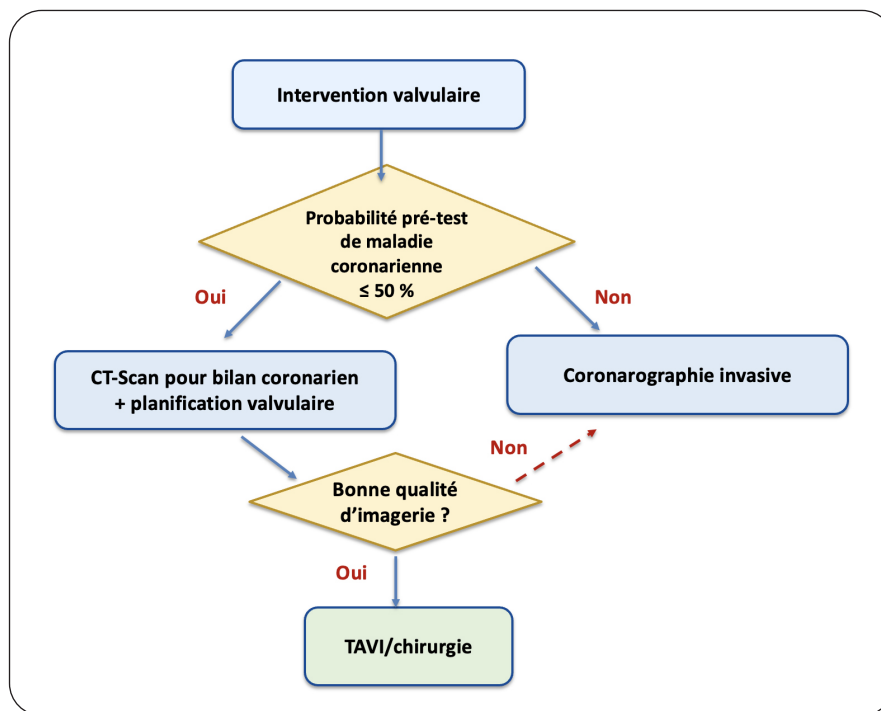 Intervention valvulaire
Probabilité pré-test
de maladie
coronarienne
≤ 50 %
Oui
Non
CT-Scan pour bilan coronarien
+ planification valvulaire
Coronarographie invasive
Non
Bonne qualité
d’imagerie ?
Oui
TAVI/chirurgie